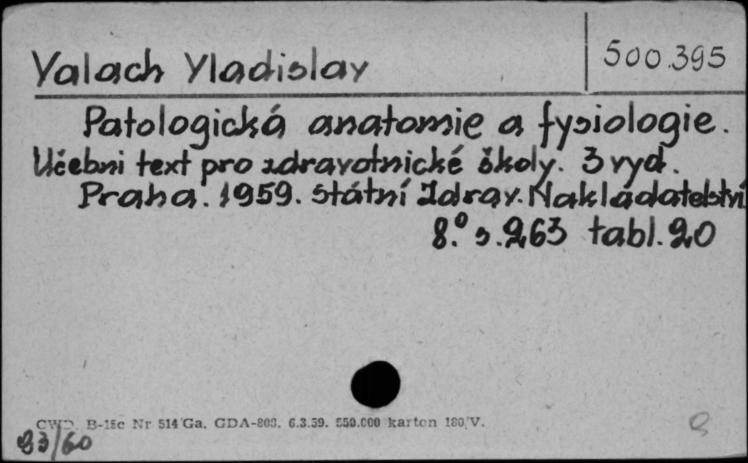 Valach Vladislav
500.395
Patologická anatomie a fysiologie.
Učebni text pro zdravotnické školy. 3 vyd.
Praha. 1959. Státní Zdrav. Nakladatelství
8.° s. 263 tabl. 20
CWD. B-15c Nr 514 Ga. GDA-803. 6.3.59. 550.000 karton 180 V.
83/60